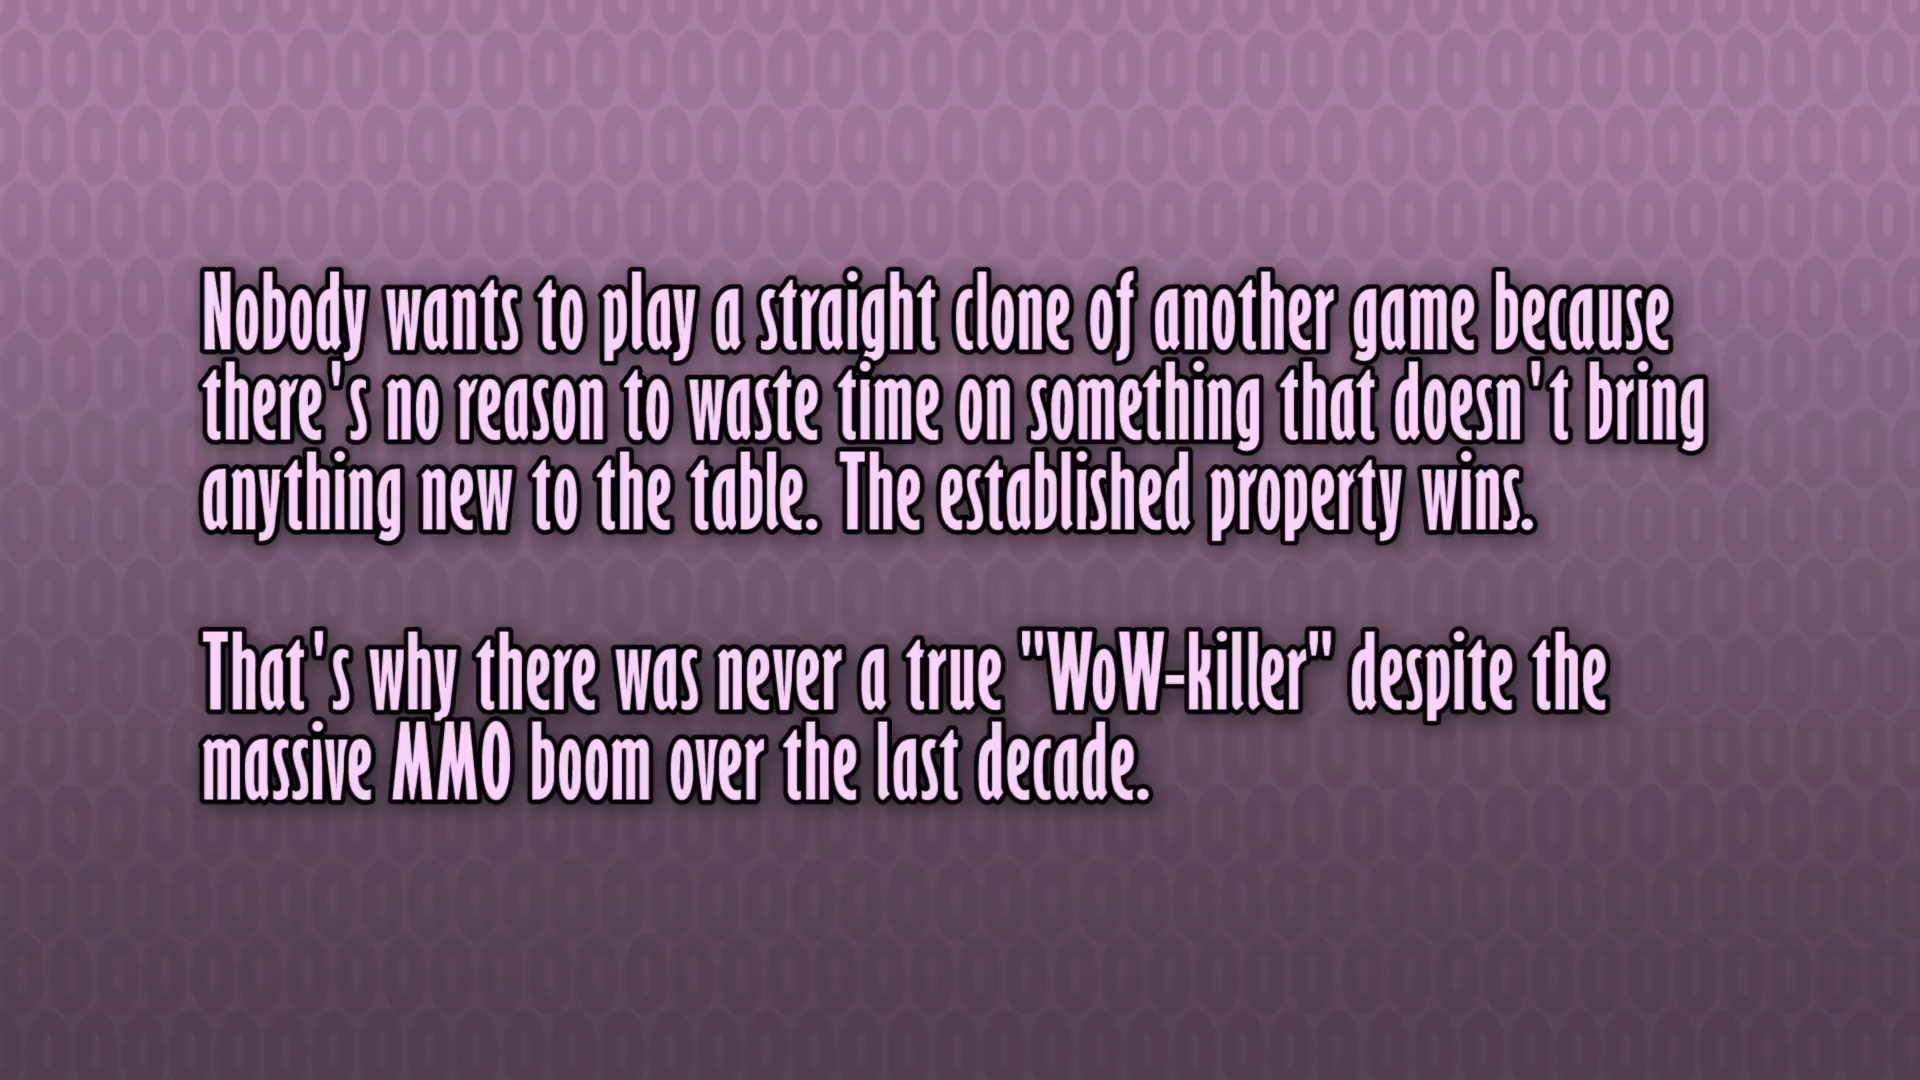 Nobody wants to play a straight clone of another game because
there's no reason to waste time on something that doesn't bring
anything new to the table. The established property wins.
That's why there was never a true "WoW-killer" despite the
massive MMO boom over the last decade.